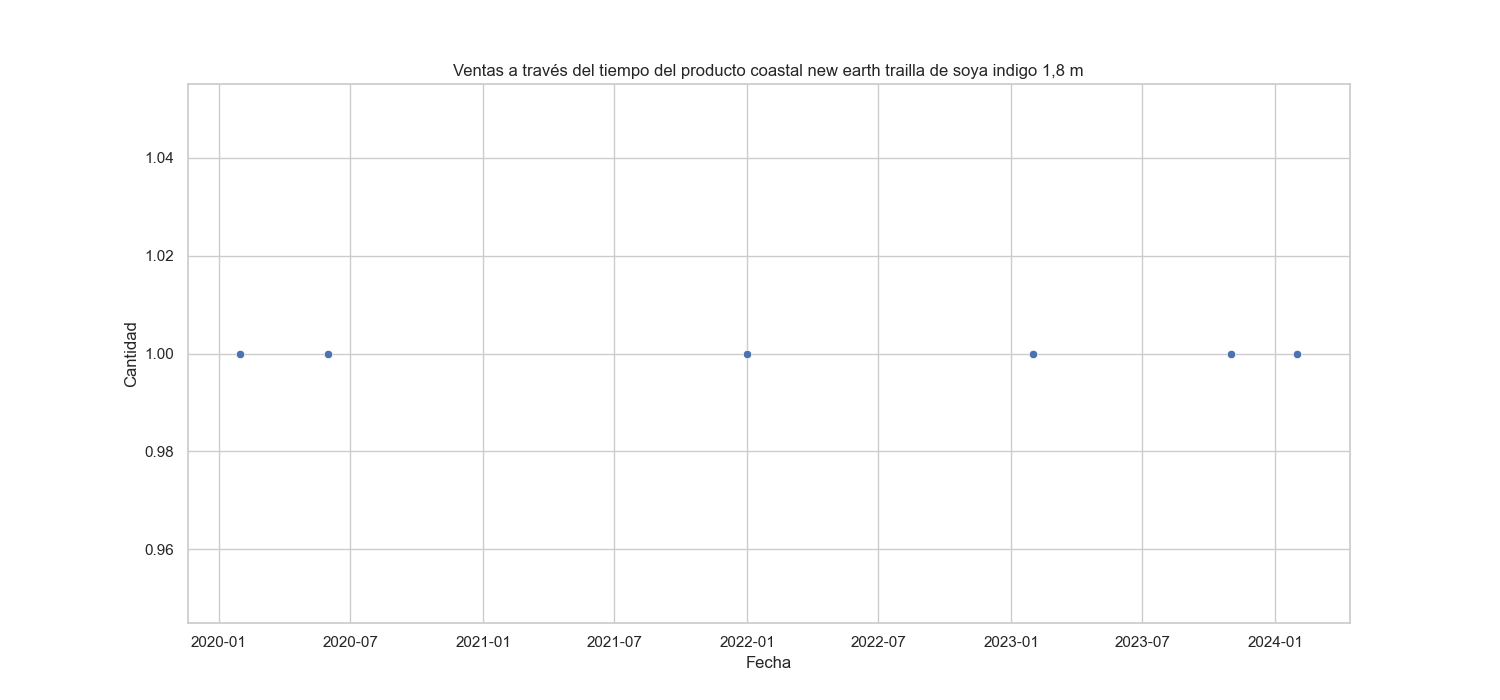 Ventas a través del tiempo del producto coastal new earth trailla de soya indigo 1,8 m
1.04
1.02
1.00
0.98
0.96
Cantidad
2020-01 2020-07 2021-01 2021-07 2022-01 2022-07 2023-01 2023-07 2024-01
Fecha